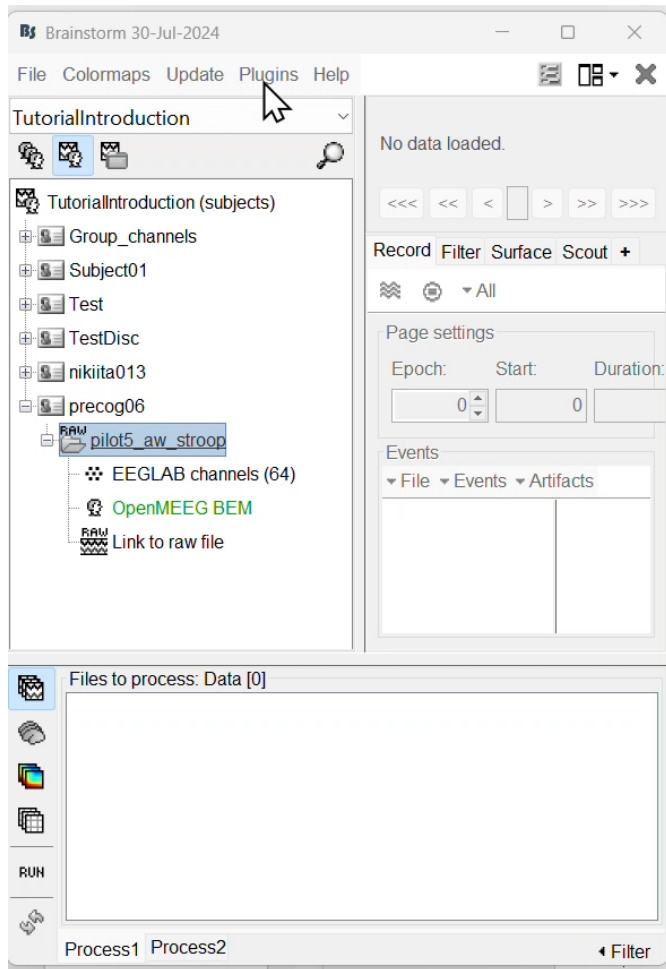 Bs Brainstorm 30-Jul-2024
File Colormaps Update Plugins Help
TutorialIntroduction
No data loaded.
TutorialIntroduction (subjects)
<<< << < > >> >>>
Group_channels
Record Filter Surface Scout +
Subject01
All
Test
Page settings
TestDisc
Epoch: Start: Duration:
nikiita013
0 0
precog06
RAW pilot5_aw_stroop
Events
EEGLAB channels (64)
File Events Artifacts
OpenMEEG BEM
RAW Link to raw file
Files to process: Data [0]
RUN
Process1 Process2
Filter